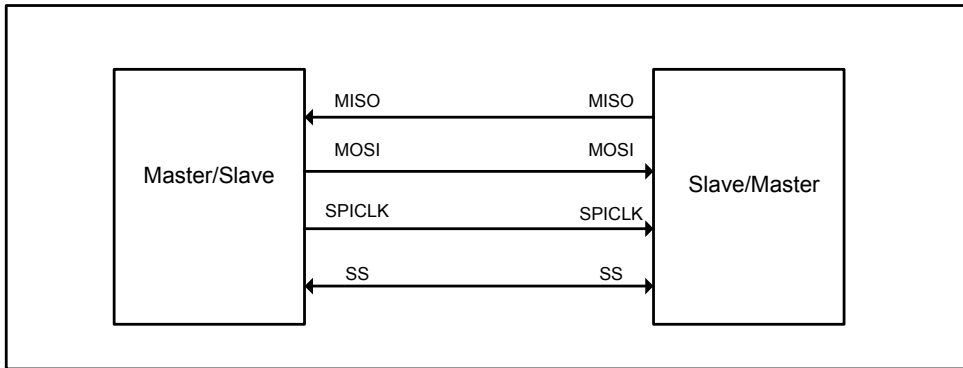 MISO MISO
MOSI MOSI
Master/Slave Slave/Master
SPICLK SPICLK
SS SS